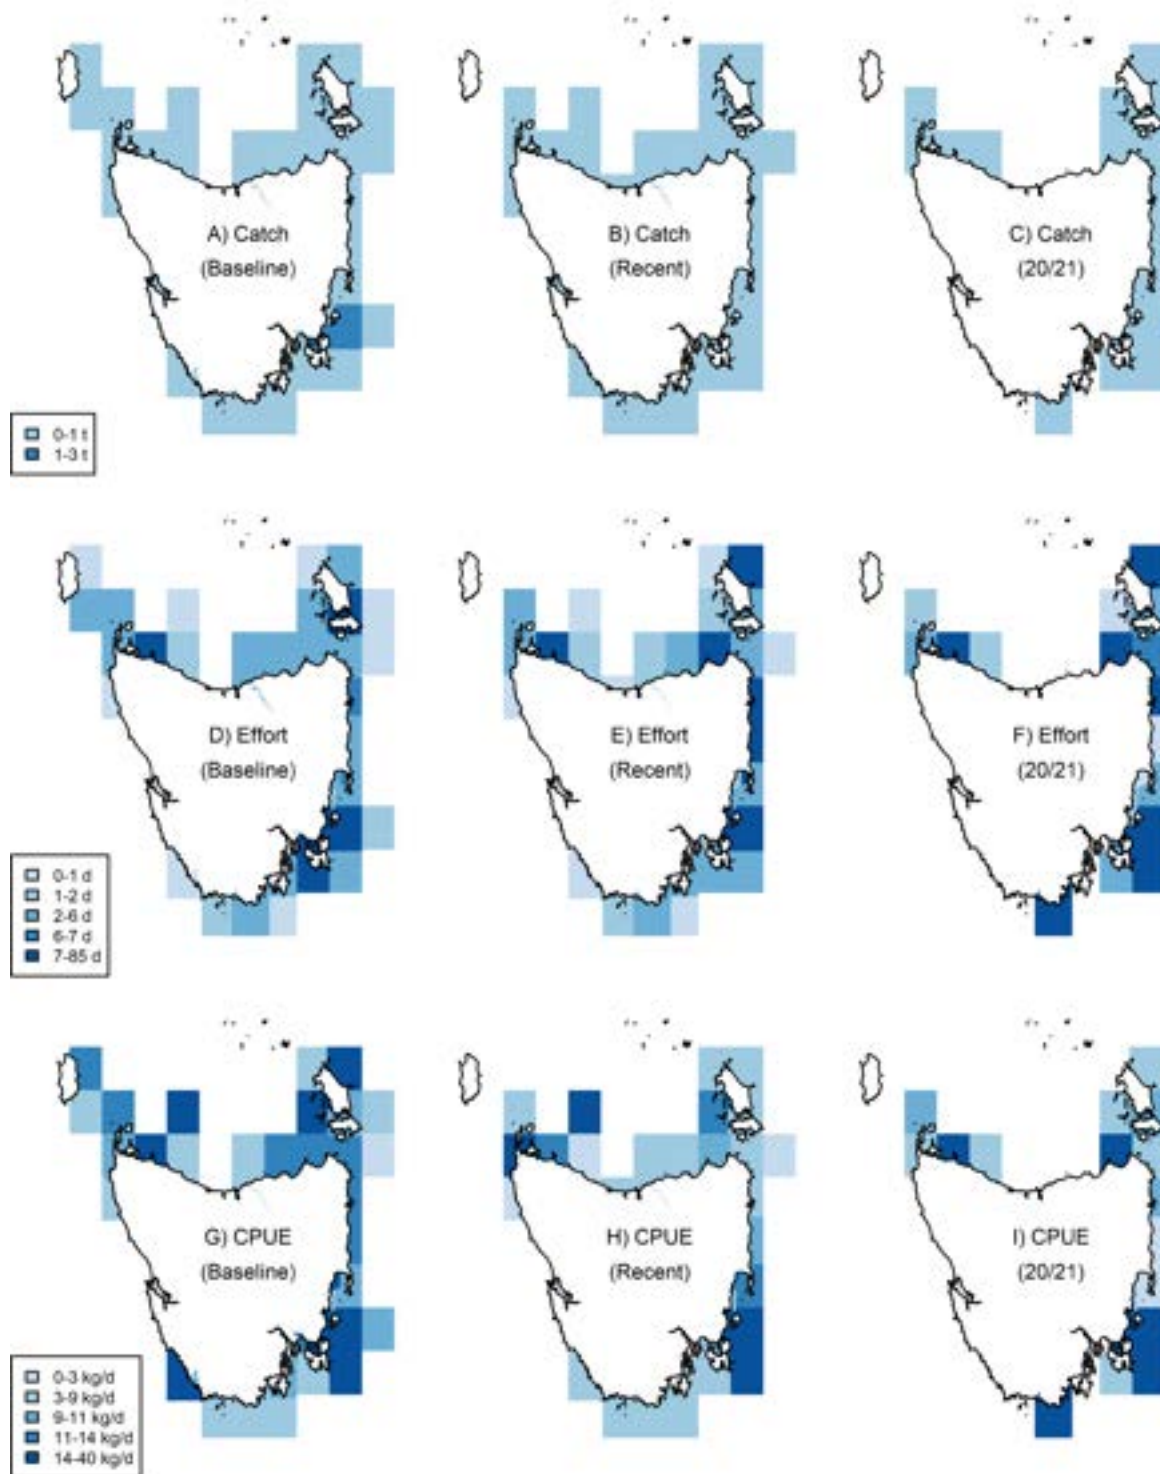 A) Catch
(Baseline)
B) Catch
(Recent)
C) Catch
(20/21)
0-1 t
1-3 t
D) Effort
(Baseline)
E) Effort
(Recent)
F) Effort
(20/21)
0-1 d
1-2 d
2-6 d
6-7 d
7-85 d
G) CPUE
(Baseline)
H) CPUE
(Recent)
I) CPUE
(20/21)
0-3 kg/d
3-9 kg/d
9-11 kg/d
11-14 kg/d
14-40 kg/d